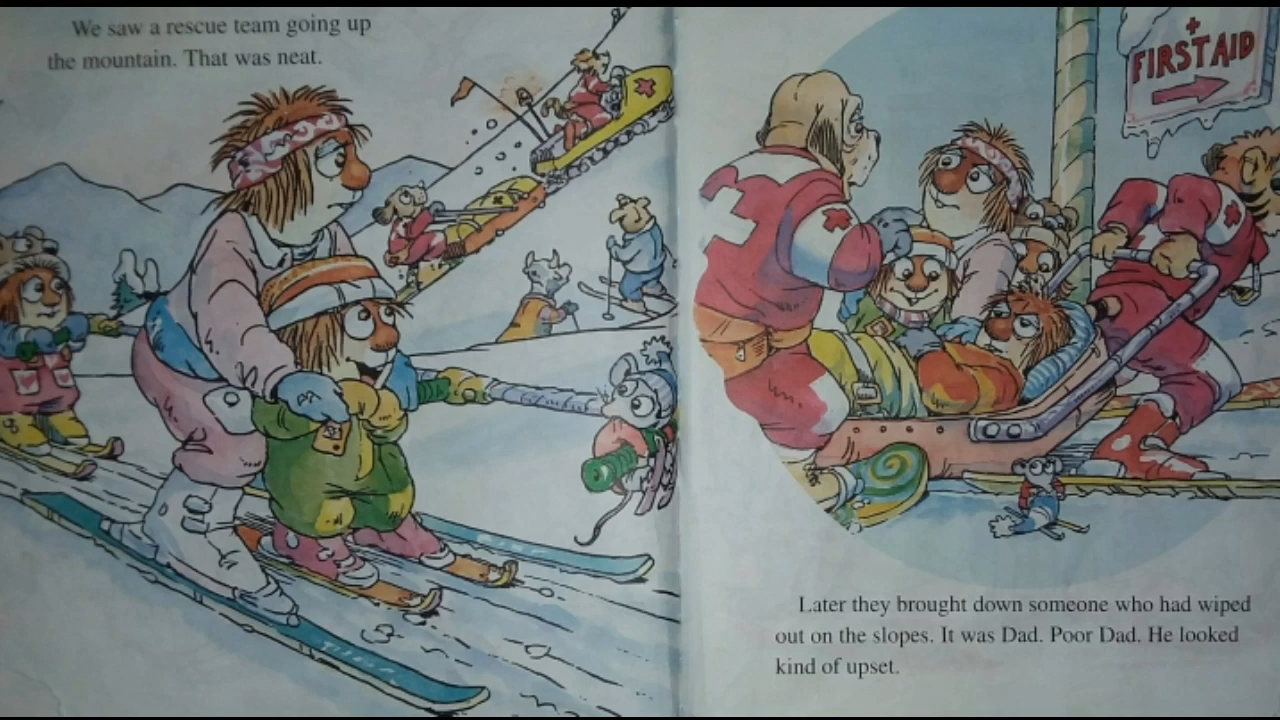 We saw a rescue team going up
the mountain. That was neat.
FIRST AID
Later they brought down someone who had wiped
out on the slopes. It was Dad. Poor Dad. He looked
kind of upset.